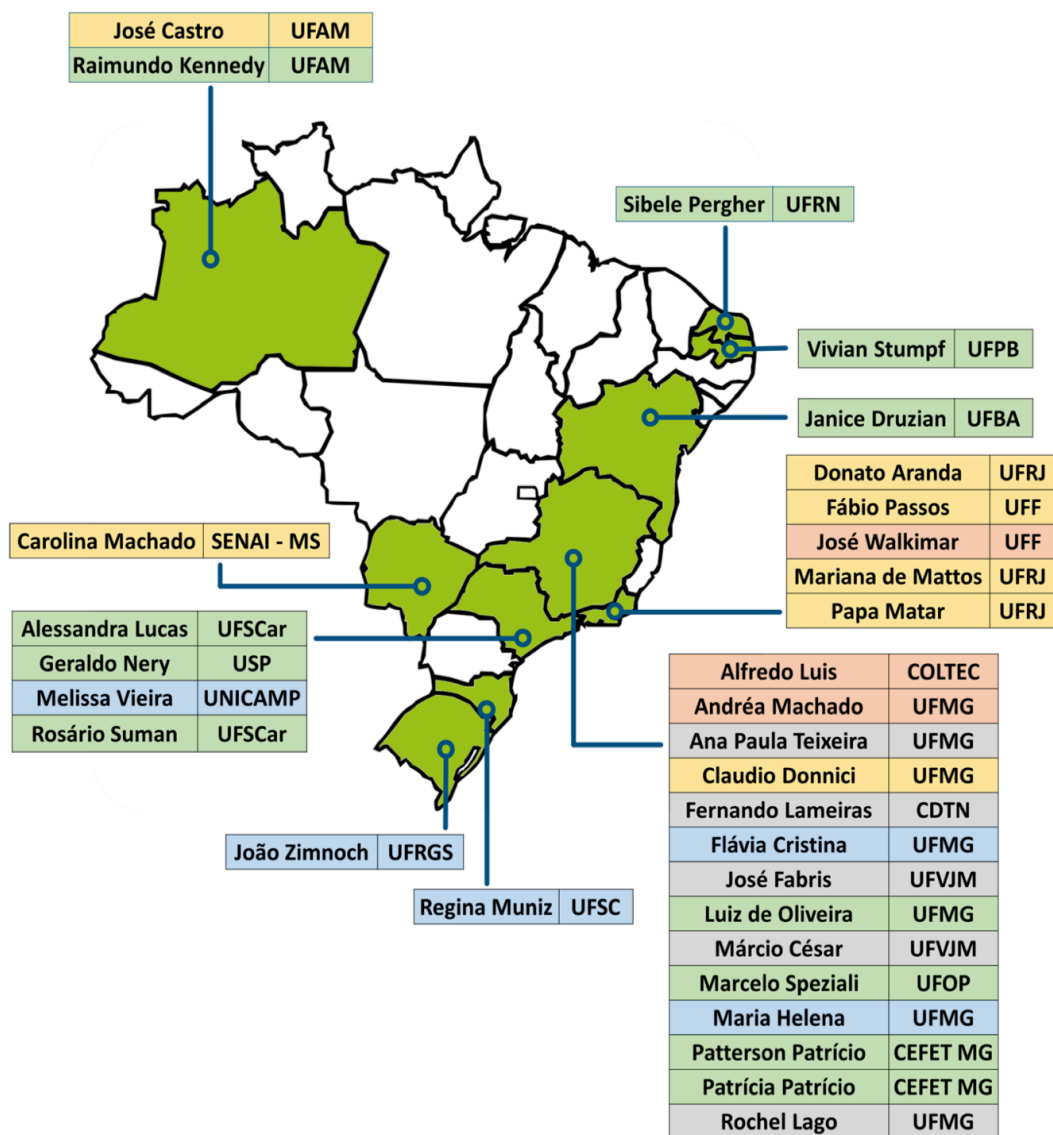 José Castro UFAM
Raimundo Kennedy UFAM
Sibele Pergher UFRN
Vivian Stumpf UFPB
Janice Druzian UFBA
Donato Aranda UFRJ
Fábio Passos UFF
José Walkimar UFF
Mariana de Mattos UFRJ
Papa Matar UFRJ
Carolina Machado SENAI - MS
Alessandra Lucas UFSCar
Geraldo Nery USP
Melissa Vieira UNICAMP
Rosário Suman UFSCar
Alfredo Luis COLTEC
Andréa Machado UFMG
Ana Paula Teixeira UFMG
Claudio Donnici UFMG
Fernando Lameiras CDTN
Flávia Cristina UFMG
José Fabris UFVJM
Luiz de Oliveira UFMG
Márcio César UFVJM
Marcelo Speziali UFOP
Maria Helena UFMG
Patterson Patrício CEFET MG
Patrícia Patrício CEFET MG
Rochel Lago UFMG
João Zimnoch UFRGS
Regina Muniz UFSC